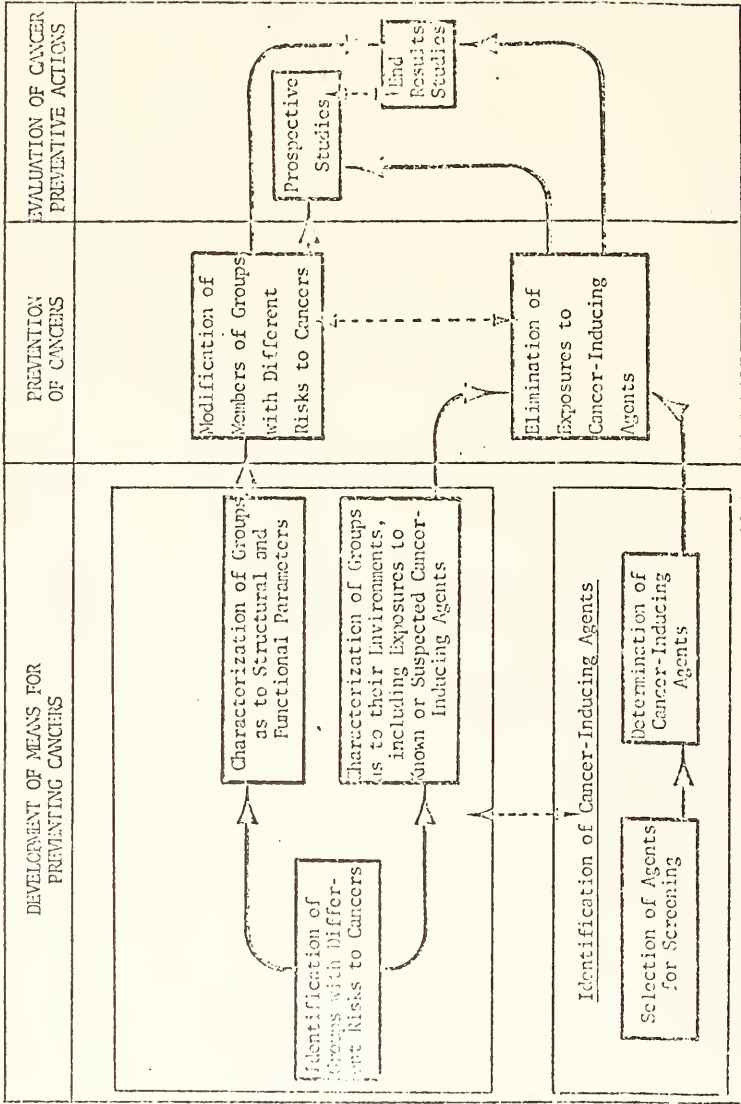 DEVELOPMENT OF MEANS FOR
PREVENTING CANCERS
PREVENTION
OF CANCERS
EVALUATION OF CANCER
PREVENTIVE ACTIONS
Identification of
Groups with Differ-
ent Risks to Cancers
Characterization of Groups
as to Structural and
Functional Parameters
Characterization of Groups
as to their Environments,
including Exposures to
Known or Suspected Cancer-
Inducing Agents
Identification of Cancer-Inducing Agents
Selection of Agents
for Screening
Determination of
Cancer-Inducing
Agents
Modification of
Members of Groups
with Different
Risks to Cancers
Elimination of
Exposures to
Cancer-Inducing
Agents
Prospective
Studies
End
Results
Studies